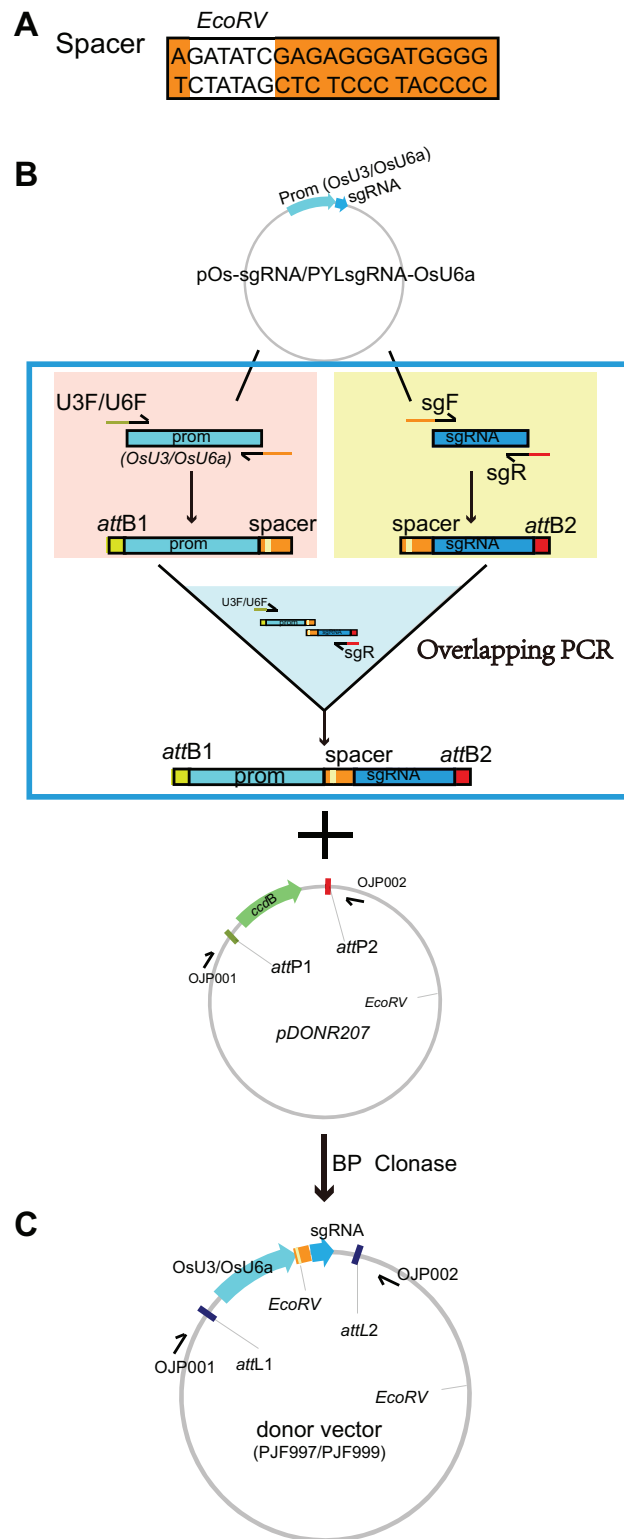 A
EcoRV
Spacer
AGATATCGAGAGGGATGGGG
TCTATAGCTC TCCC TACCCC
B
Prom (OsU3/OsU6a)
sgRNA
pOs-sgRNA/PYLsgRNA-OsU6a
U3F/U6F
prom
(OsU3/OsU6a)
attB1
spacer
prom
sgF
sgRNA
sgR
spacer
attB2
sgRNA
U3F/U6F
prom
sgRNA
sgR
Overlapping PCR
attB1
spacer
attB2
prom
sgRNA
+
ccdB
OJP002
attP2
attP1
OJP001
EcoRV
pDONR207
BP Clonase
C
sgRNA
OsU3/OsU6a
OJP002
EcoRV
attL2
OJP001
attL1
EcoRV
donor vector
(PJF997/PJF999)